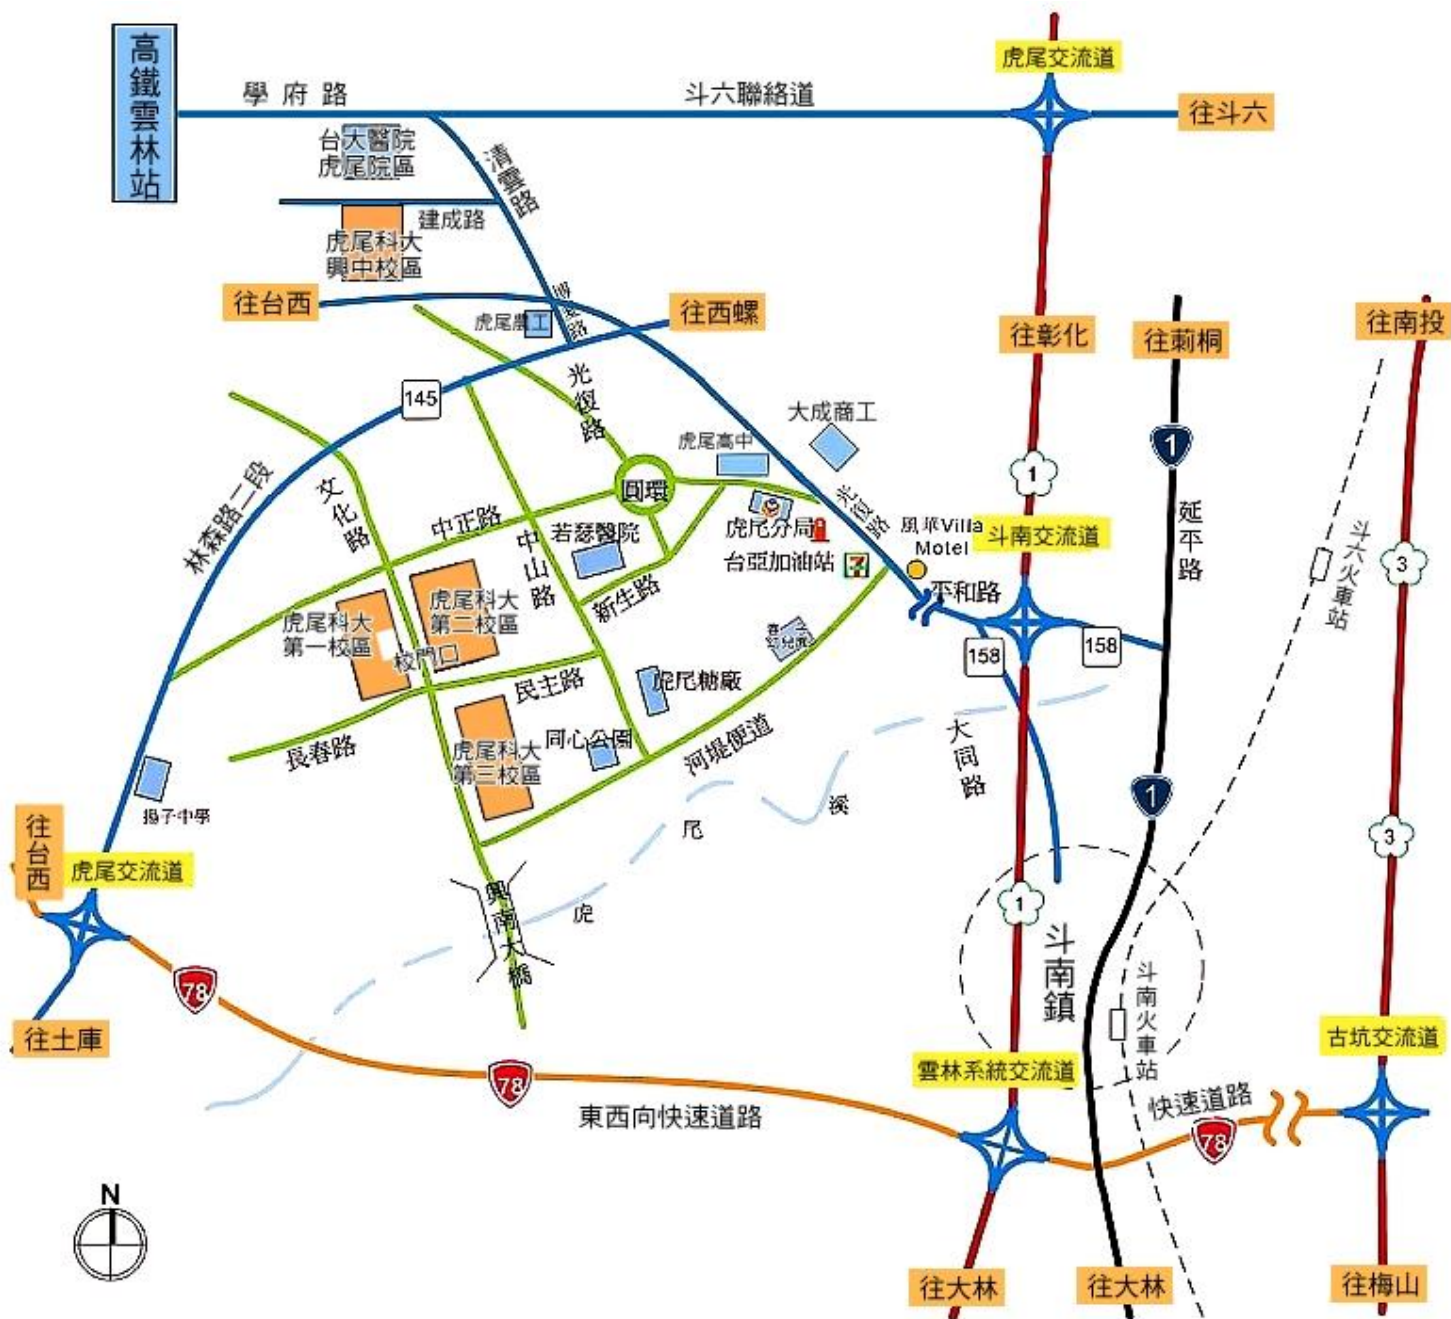 高鐵雲林站
學府路
斗六聯絡道
虎尾交流道
往斗六
台大醫院
虎尾院區
清雲路
建成路
虎尾科大
興中校區
往台西
虎尾農工
往西螺
往彰化
往莿桐
往南投
145
光復路
大成商工
虎尾高中
1
1
林森路二段
文化路
中正路
中山路
圓環
若瑟醫院
虎尾分局
台亞加油站
7
光復路
風華Villa
Motel
斗南交流道
延平路
斗六火車站
3
新生路
平和路
虎尾科大
第一校區
虎尾科大
第二校區
校門口
158
158
民主路
虎尾糖廠
長春路
虎尾科大
第三校區
同心公園
河堤便道
大同路
揚子中學
虎尾溪
1
3
往台西
虎尾交流道
興南大橋
1
斗南鎮
斗南火車站
78
往土庫
78
東西向快速道路
雲林系統交流道
快速道路
78
古坑交流道
N
往大林
往大林
往梅山